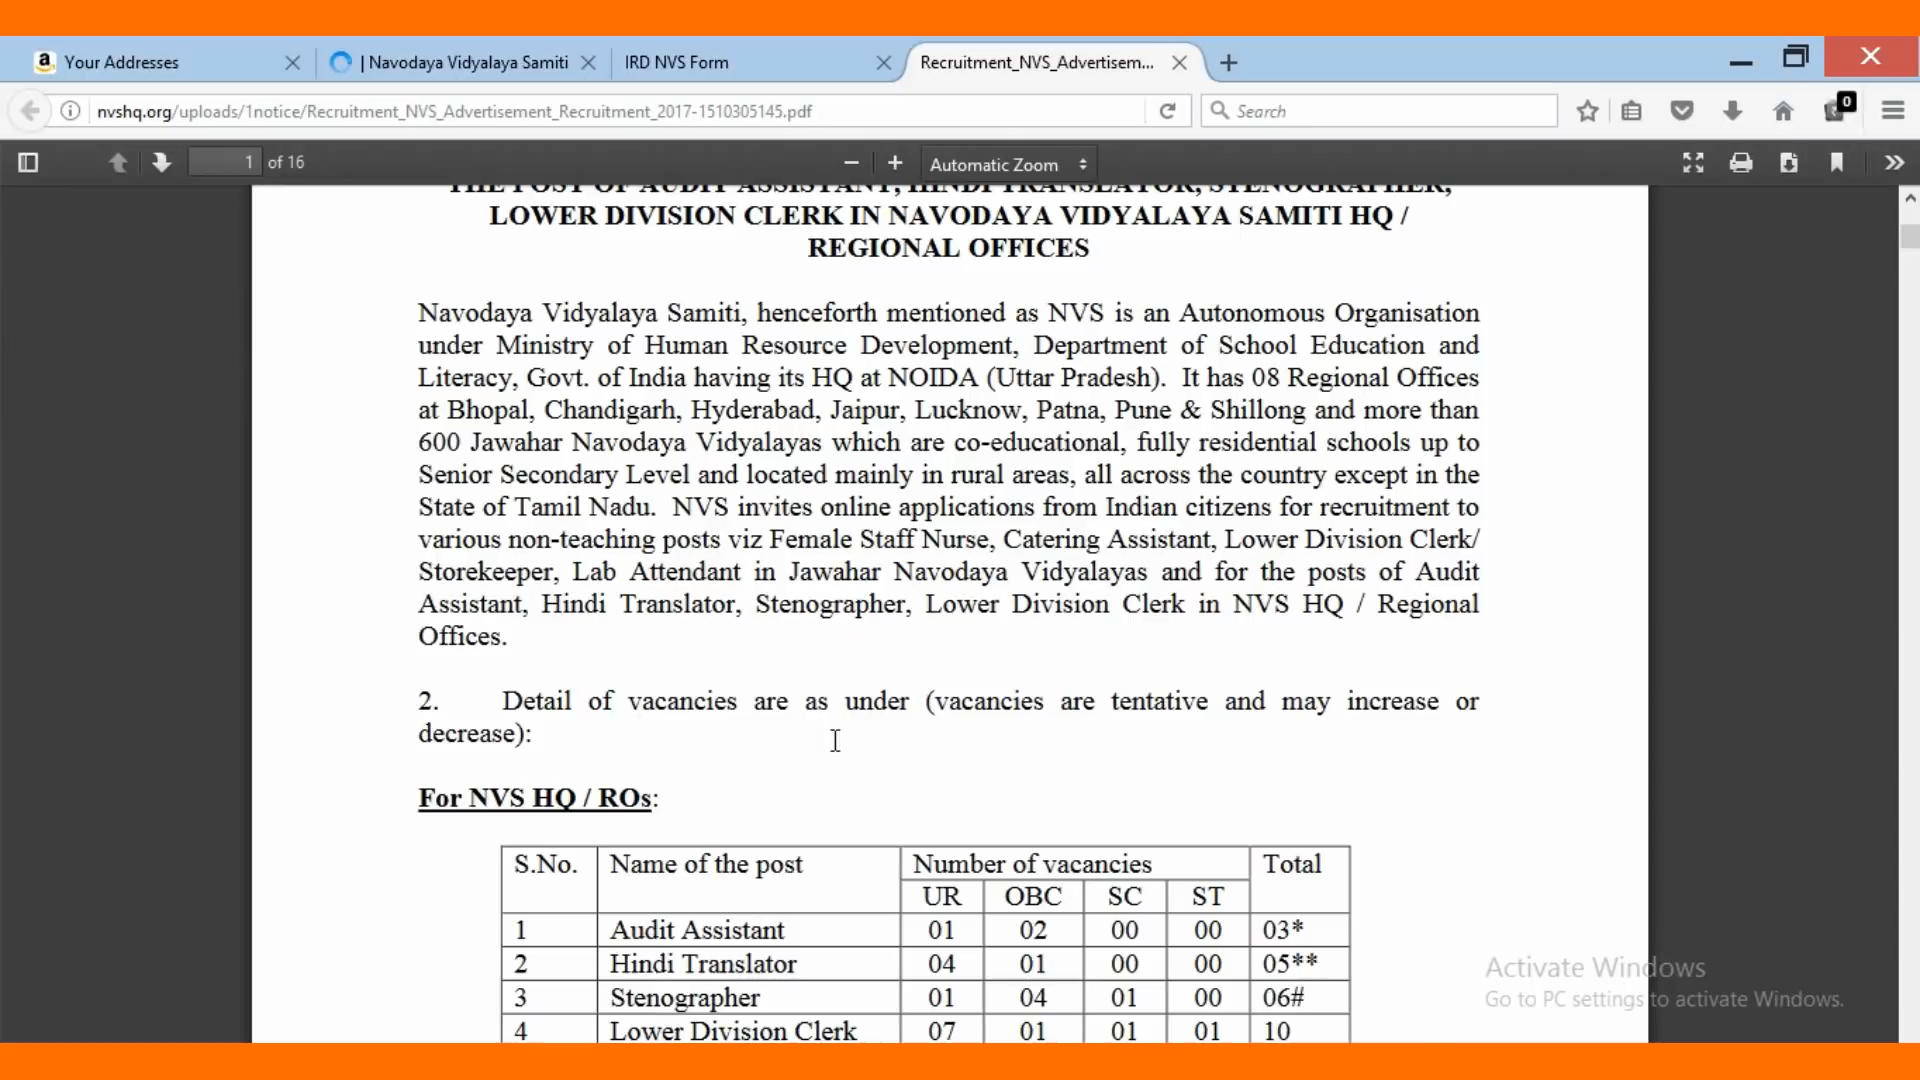 Your Addresses
| Navodaya Vidyalaya Samiti
IRD NVS Form
Recruitment_NVS_Advertisem...
nvshq.org/uploads/1notice/Recruitment_NVS_Advertisement_Recruitment_2017-1510305145.pdf
Search
0
1 of 16
Automatic Zoom
THE POST OF AUDIT ASSISTANT, HINDI TRANSLATOR, STENOGRAPHER,
LOWER DIVISION CLERK IN NAVODAYA VIDYALAYA SAMITI HQ /
REGIONAL OFFICES
Navodaya Vidyalaya Samiti, henceforth mentioned as NVS is an Autonomous Organisation
under Ministry of Human Resource Development, Department of School Education and
Literacy, Govt. of India having its HQ at NOIDA (Uttar Pradesh). It has 08 Regional Offices
at Bhopal, Chandigarh, Hyderabad, Jaipur, Lucknow, Patna, Pune & Shillong and more than
600 Jawahar Navodaya Vidyalayas which are co-educational, fully residential schools up to
Senior Secondary Level and located mainly in rural areas, all across the country except in the
State of Tamil Nadu. NVS invites online applications from Indian citizens for recruitment to
various non-teaching posts viz Female Staff Nurse, Catering Assistant, Lower Division Clerk/
Storekeeper, Lab Attendant in Jawahar Navodaya Vidyalayas and for the posts of Audit
Assistant, Hindi Translator, Stenographer, Lower Division Clerk in NVS HQ / Regional
Offices.
2. Detail of vacancies are as under (vacancies are tentative and may increase or
decrease):
For NVS HQ / ROs:
S.No. Name of the post Number of vacancies Total
UR OBC SC ST
1 Audit Assistant 01 02 00 00 03*
2 Hindi Translator 04 01 00 00 05**
3 Stenographer 01 04 01 00 06#
4 Lower Division Clerk 07 01 01 01 10
Activate Windows
Go to PC settings to activate Windows.